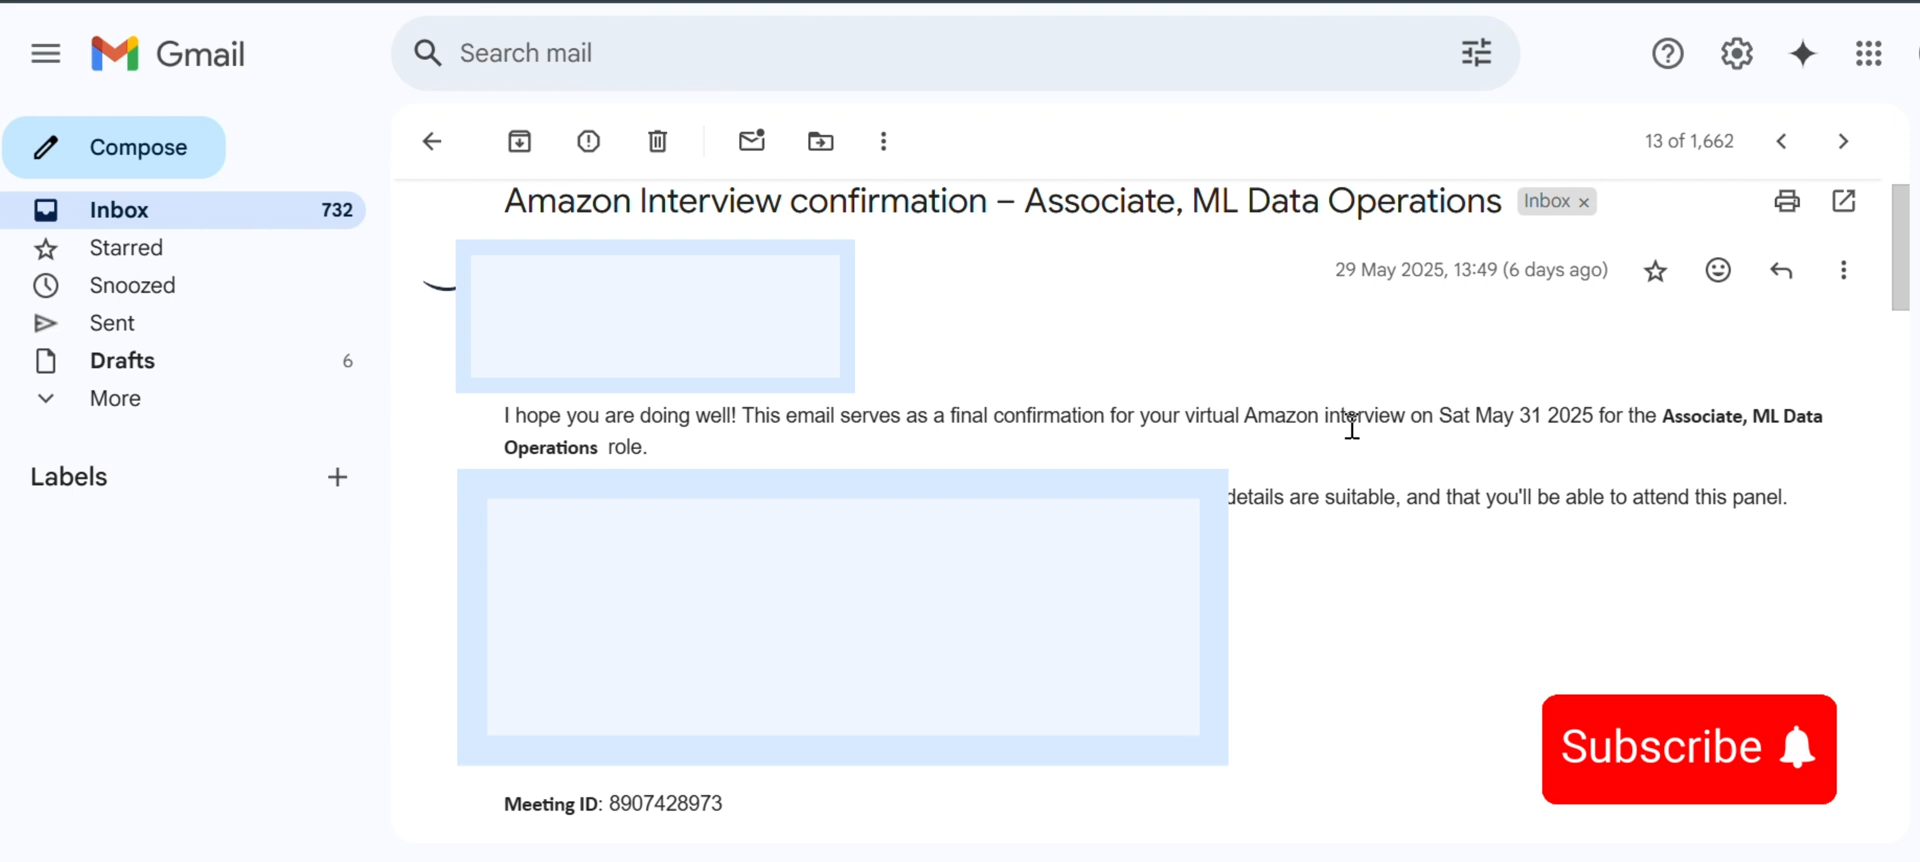 Gmail
Search mail
Compose
13 of 1,662
Inbox 732
Starred
Snoozed
Sent
Drafts 6
More
Labels
Amazon Interview confirmation – Associate, ML Data Operations Inbox ×
29 May 2025, 13:49 (6 days ago)
I hope you are doing well! This email serves as a final confirmation for your virtual Amazon interview on Sat May 31 2025 for the Associate, ML Data
Operations role.
details are suitable, and that you'll be able to attend this panel.
Meeting ID: 8907428973
Subscribe